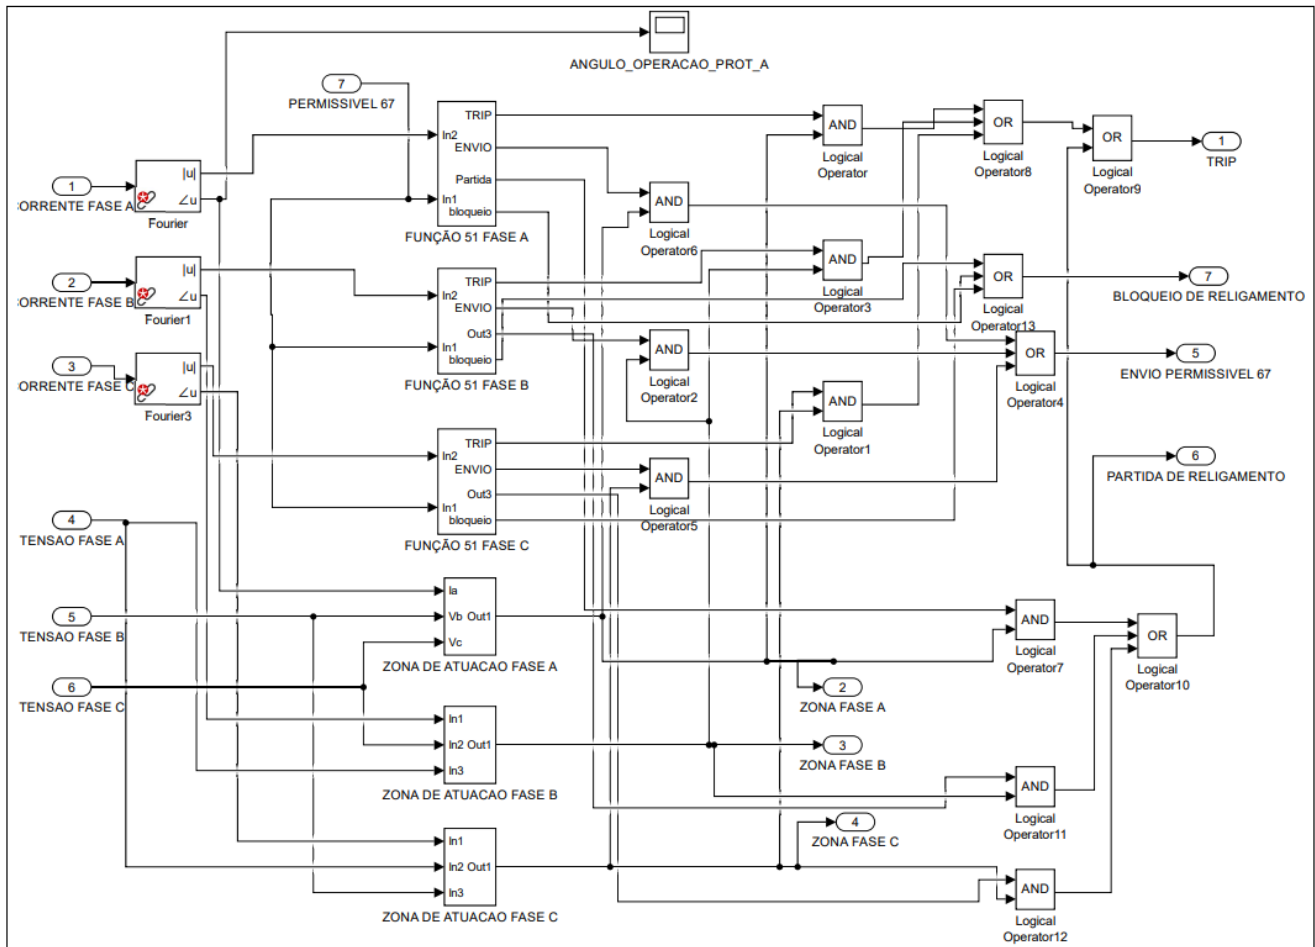 ANGULO_OPERACAO_PROT_A
7
PERMISSIVEL 67
TRIP
In2
ENVIO
Partida
In1
bloqueio
FUNÇÃO 51 FASE A
AND
Logical
Operator
OR
Logical
Operator8
OR
Logical
Operator9
1
TRIP
1
CORRENTE FASE A
|u|
∠u
Fourier
AND
Logical
Operator6
2
CORRENTE FASE B
|u|
∠u
Fourier1
TRIP
In2
ENVIO
Out3
In1
bloqueio
FUNÇÃO 51 FASE B
AND
Logical
Operator3
OR
Logical
Operator13
7
BLOQUEIO DE RELIGAMENTO
3
CORRENTE FASE C
|u|
∠u
Fourier3
AND
Logical
Operator2
OR
Logical
Operator4
5
ENVIO PERMISSIVEL 67
AND
Logical
Operator1
TRIP
In2
ENVIO
Out3
In1
bloqueio
FUNÇÃO 51 FASE C
AND
Logical
Operator5
6
PARTIDA DE RELIGAMENTO
4
TENSAO FASE A
5
TENSAO FASE B
6
TENSAO FASE C
Ia
Vb Out1
Vc
ZONA DE ATUACAO FASE A
AND
Logical
Operator7
OR
Logical
Operator10
2
ZONA FASE A
In1
In2 Out1
In3
ZONA DE ATUACAO FASE B
3
ZONA FASE B
AND
Logical
Operator11
4
ZONA FASE C
In1
In2 Out1
In3
ZONA DE ATUACAO FASE C
AND
Logical
Operator12